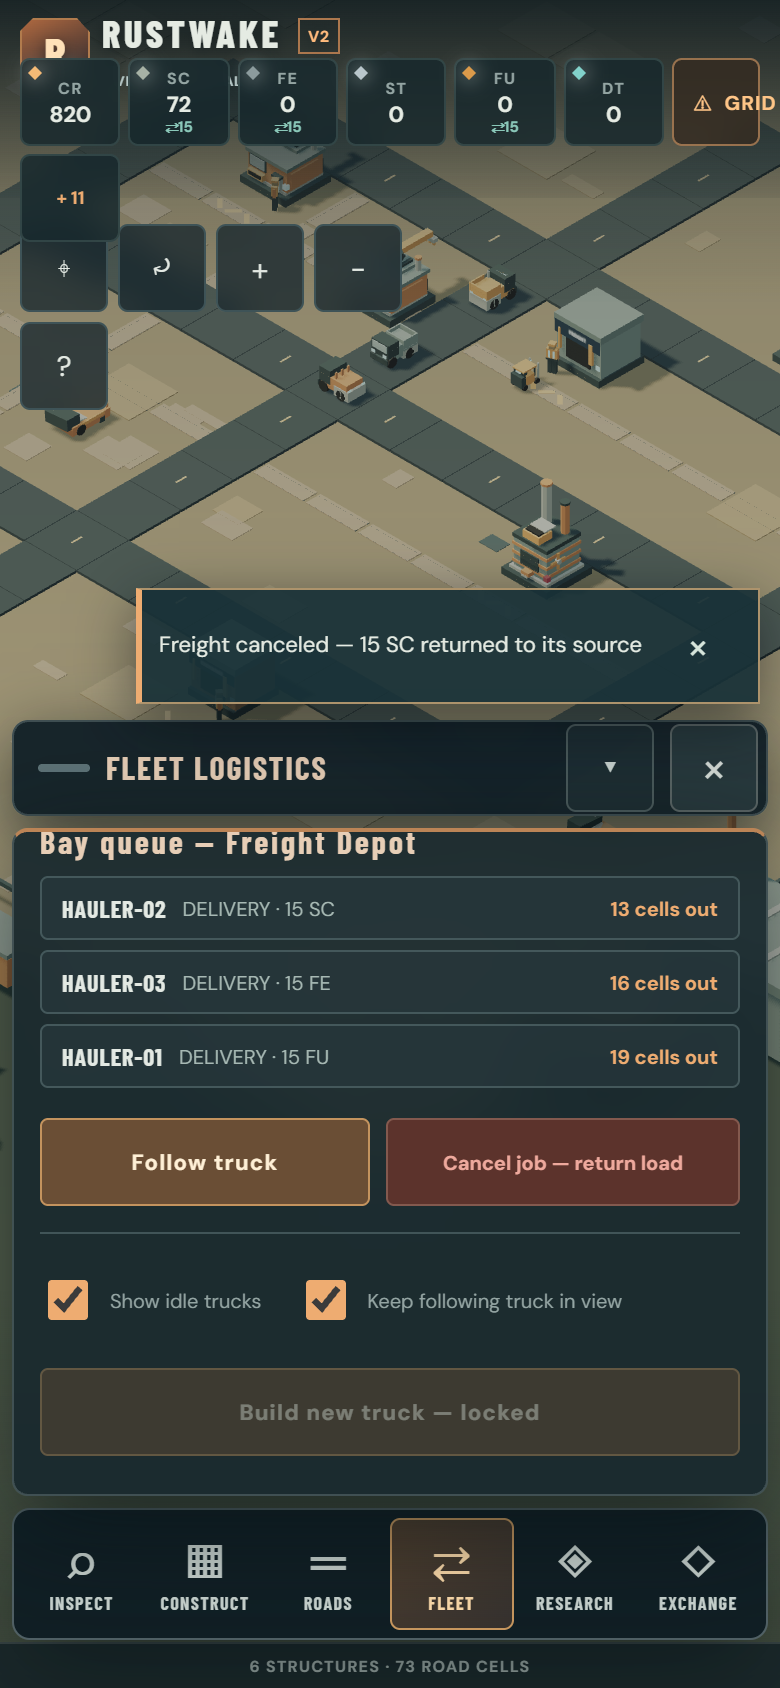 R
RUSTWAKE
V2
CR
820
SC
72
⇄15
FE
0
⇄15
ST
0
FU
0
⇄15
DT
0
⚠ GRID
+ 11
+
-
?
Freight canceled — 15 SC returned to its source
×
FLEET LOGISTICS
▼
×
Bay queue — Freight Depot
HAULER-02 DELIVERY · 15 SC 13 cells out
HAULER-03 DELIVERY · 15 FE 16 cells out
HAULER-01 DELIVERY · 15 FU 19 cells out
Follow truck
Cancel job — return load
Show idle trucks
Keep following truck in view
Build new truck — locked
INSPECT
CONSTRUCT
ROADS
FLEET
RESEARCH
EXCHANGE
6 STRUCTURES · 73 ROAD CELLS